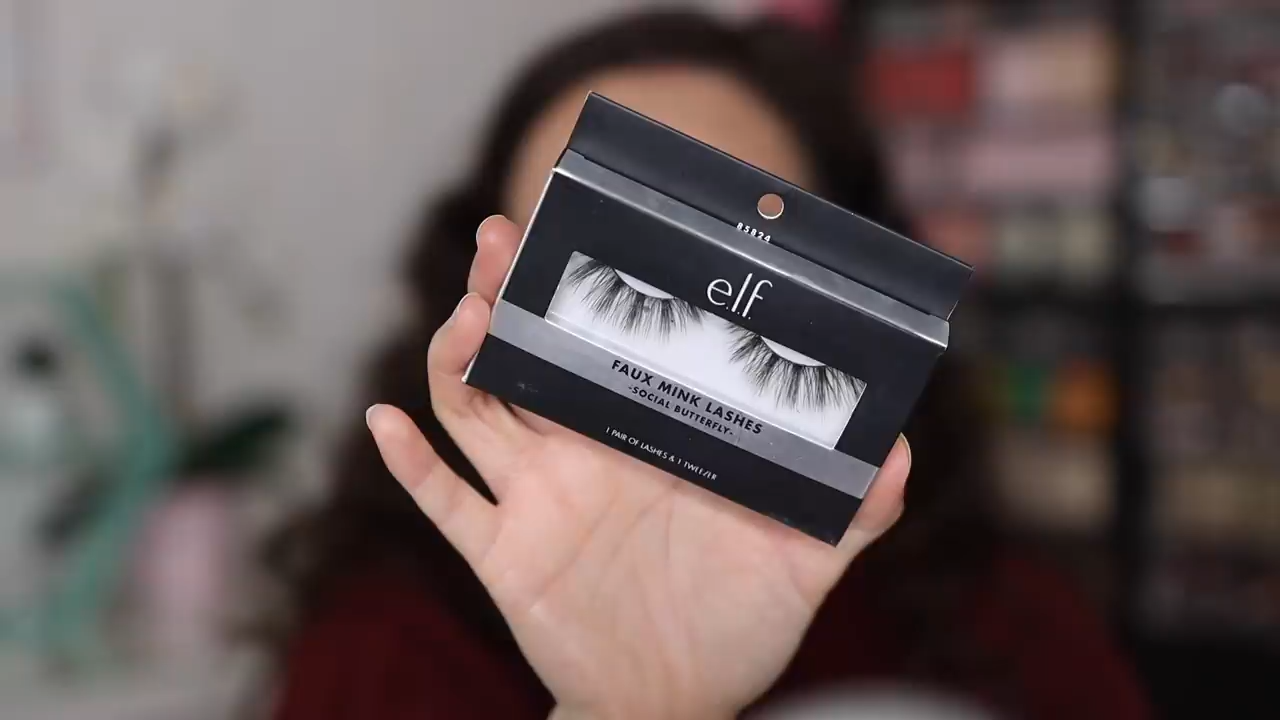 85824
e.l.f.
FAUX MINK LASHES
-SOCIAL BUTTERFLY-
1 PAIR OF LASHES & 1 TWEEZER